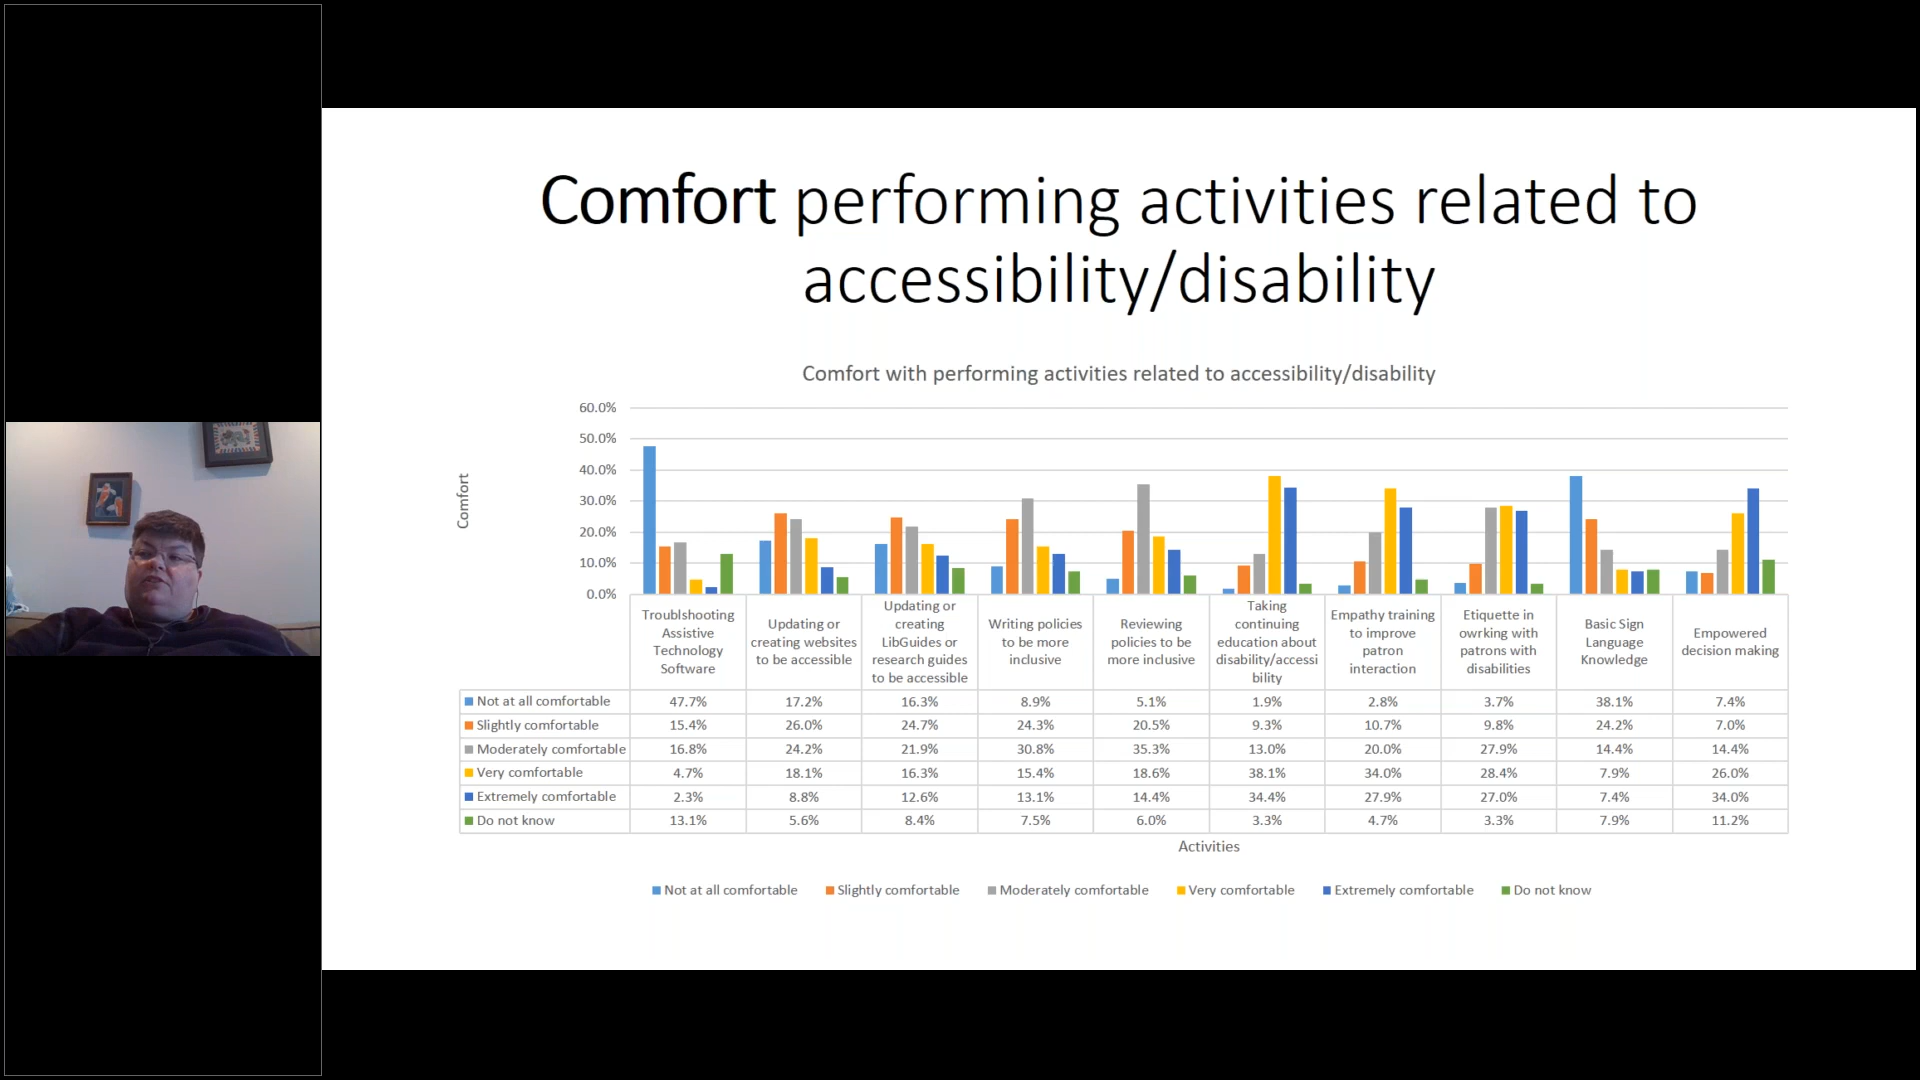 Comfort performing activities related to
accessibility/disability
Comfort with performing activities related to accessibility/disability
Comfort
60.0%
50.0%
40.0%
30.0%
20.0%
10.0%
0.0%
Troublshooting
Assistive
Technology
Software
Updating or
creating websites
to be accessible
Updating or
creating
LibGuides or
research guides
to be accessible
Writing policies
to be more
inclusive
Reviewing
policies to be
more inclusive
Taking
continuing
education about
disability/accessi
bility
Empathy training
to improve
patron
interaction
Etiquette in
owrking with
patrons with
disabilities
Basic Sign
Language
Knowledge
Empowered
decision making
Not at all comfortable 47.7% 17.2% 16.3% 8.9% 5.1% 1.9% 2.8% 3.7% 38.1% 7.4%
Slightly comfortable 15.4% 26.0% 24.7% 24.3% 20.5% 9.3% 10.7% 9.8% 24.2% 7.0%
Moderately comfortable 16.8% 24.2% 21.9% 30.8% 35.3% 13.0% 20.0% 27.9% 14.4% 14.4%
Very comfortable 4.7% 18.1% 16.3% 15.4% 18.6% 38.1% 34.0% 28.4% 7.9% 26.0%
Extremely comfortable 2.3% 8.8% 12.6% 13.1% 14.4% 34.4% 27.9% 27.0% 7.4% 34.0%
Do not know 13.1% 5.6% 8.4% 7.5% 6.0% 3.3% 4.7% 3.3% 7.9% 11.2%
Activities
Not at all comfortable Slightly comfortable Moderately comfortable Very comfortable Extremely comfortable Do not know